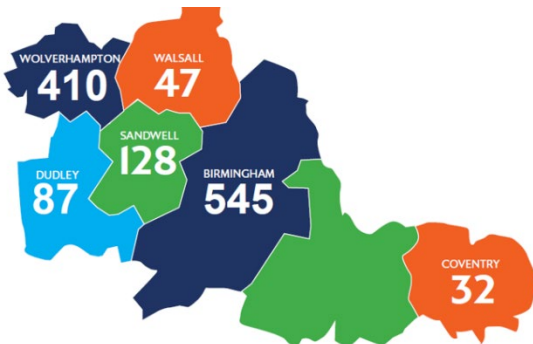 WOLVERHAMPTON
410
WALSALL
47
SANDWELL
128
DUDLEY
87
BIRMINGHAM
545
COVENTRY
32